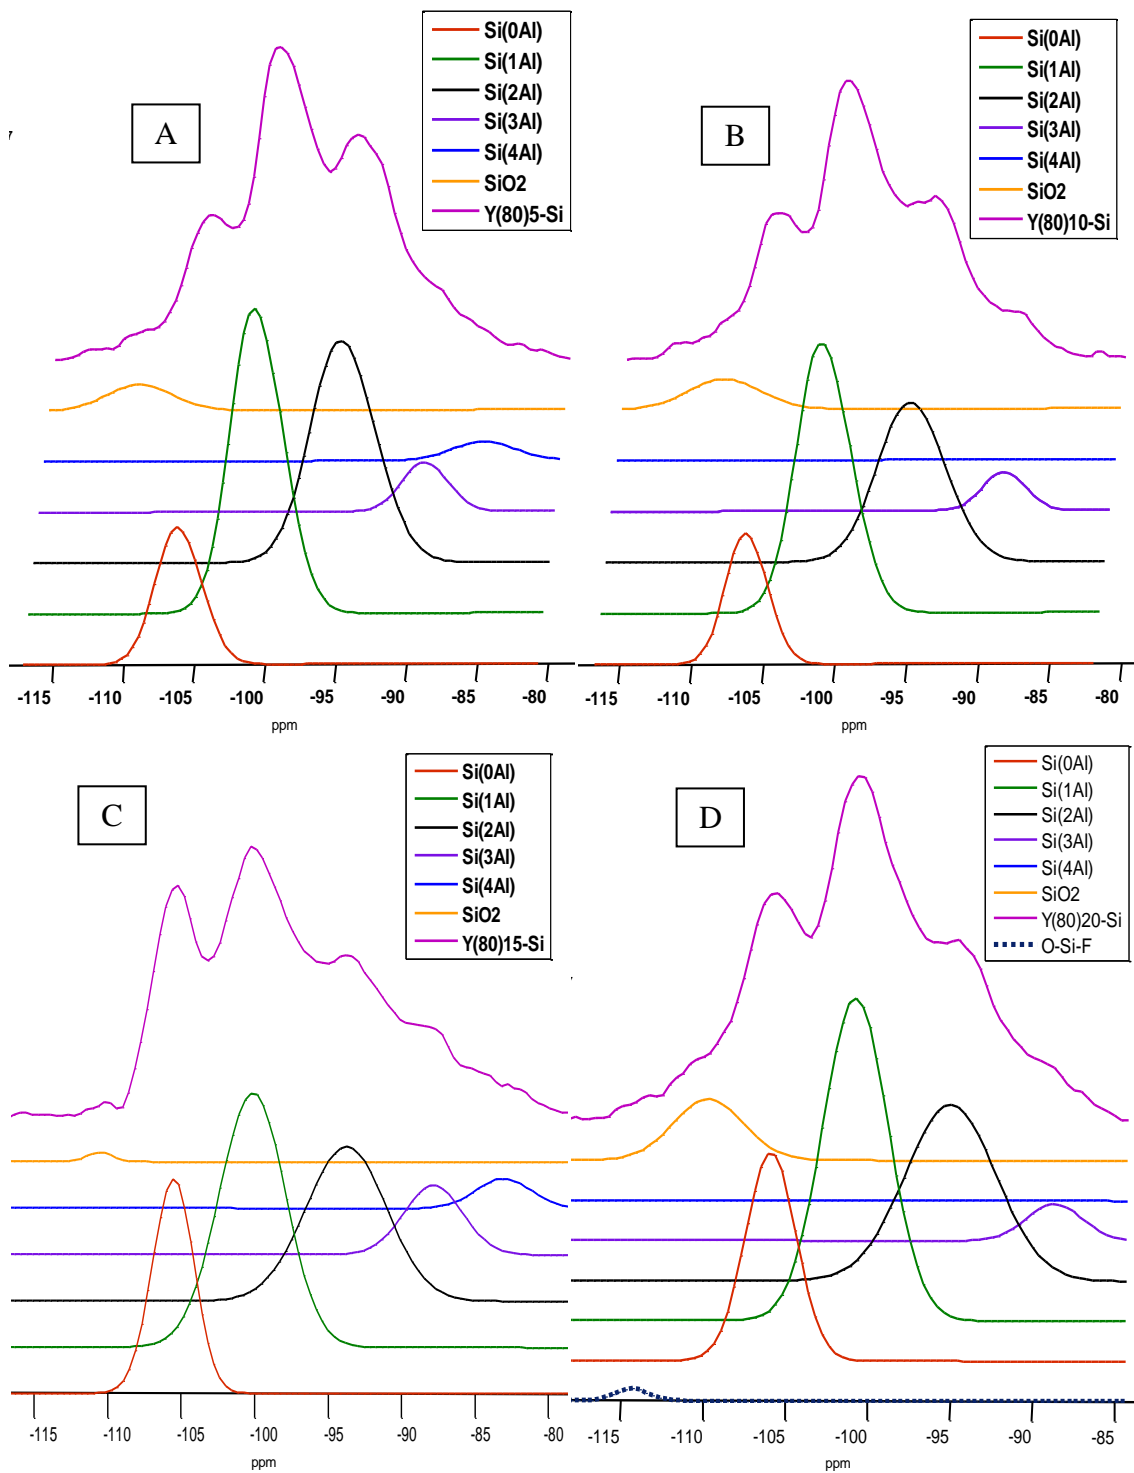 A
Si(0Al)
Si(1Al)
Si(2Al)
Si(3Al)
Si(4Al)
SiO2
Y(80)5-Si
-115 -110 -105 -100 -95 -90 -85 -80
ppm
B
Si(0Al)
Si(1Al)
Si(2Al)
Si(3Al)
Si(4Al)
SiO2
Y(80)10-Si
-115 -110 -105 -100 -95 -90 -85 -80
ppm
C
Si(0Al)
Si(1Al)
Si(2Al)
Si(3Al)
Si(4Al)
SiO2
Y(80)15-Si
-115 -110 -105 -100 -95 -90 -85 -80
ppm
D
Si(0Al)
Si(1Al)
Si(2Al)
Si(3Al)
Si(4Al)
SiO2
Y(80)20-Si
O-Si-F
-115 -110 -105 -100 -95 -90 -85
ppm